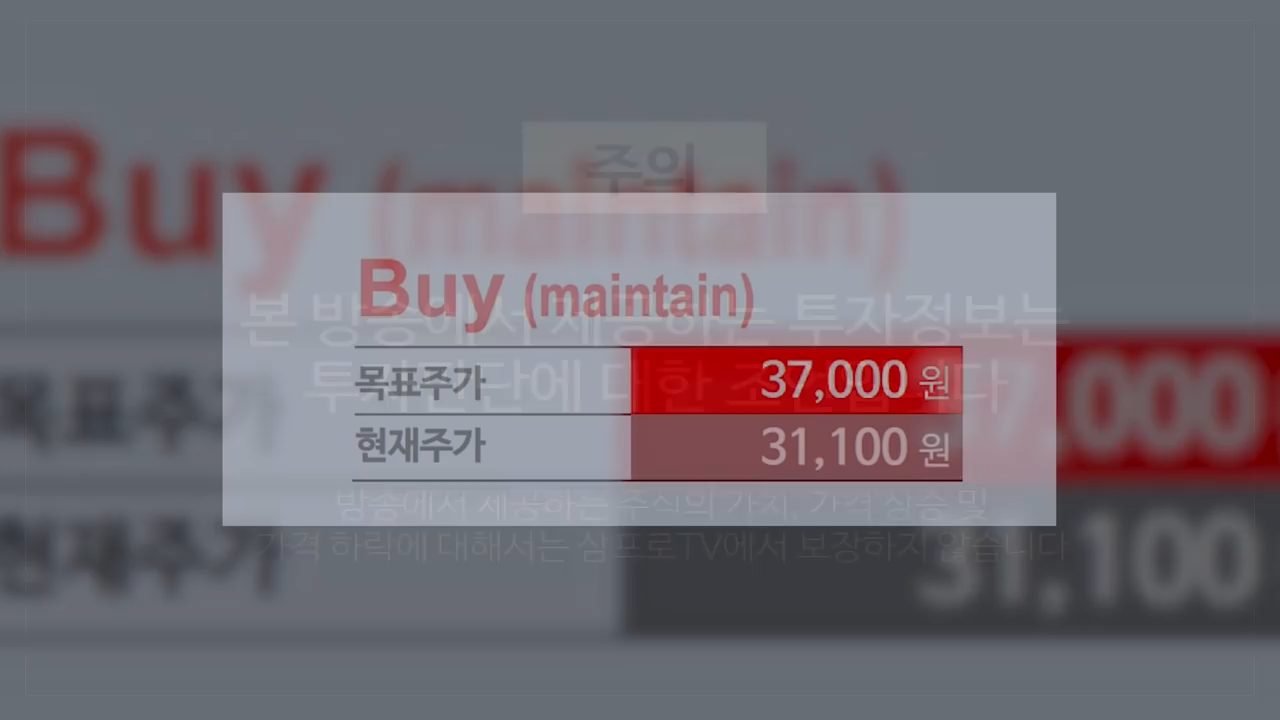 주의
Buy (maintain)
본 방송에서 제공하는 투자정보는
목표주가 37,000 원
투자판단에 대한 조언입니다
현재주가 31,100 원
방송에서 제공하는 주식의 가치, 가격 상승 및
가격 하락에 대해서는 삼프로TV에서 보장하지 않습니다